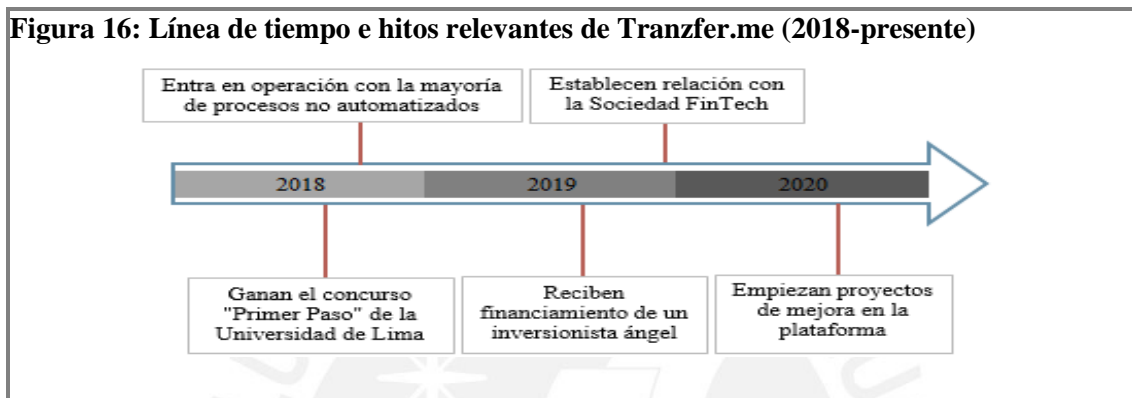 Figura 16: Línea de tiempo e hitos relevantes de Tranzfer.me (2018-presente)
Entra en operación con la mayoría
de procesos no automatizados
Establecen relación con
la Sociedad FinTech
2018
2019
2020
Ganan el concurso
"Primer Paso" de la
Universidad de Lima
Reciben
financiamiento de un
inversionista ángel
Empiezan proyectos
de mejora en la
plataforma